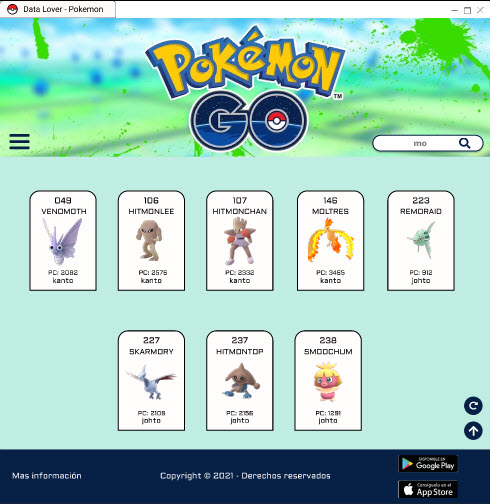 Data Lover - Pokemon
POKéMON
TM
GO
mo
049
VENOMOTH
PC: 2082
kanto
106
HITMONLEE
PC: 2576
kanto
107
HITMONCHAN
PC: 2332
kanto
146
MOLTRES
PC: 3465
kanto
223
REMORAID
PC: 912
johto
227
SKARMORY
PC: 2108
johto
237
HITMONTOP
PC: 2156
johto
238
SMOOCHUM
PC: 1291
johto
Mas información
Copyright © 2021 - Derechos reservados
DISPONIBLE EN
Google Play
Consíguelo en el
App Store